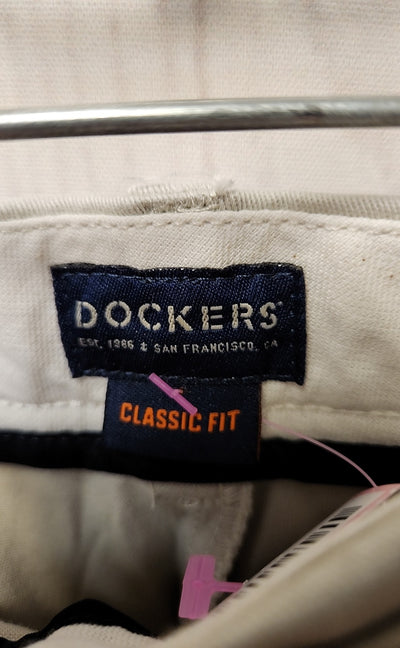 DOCKERS
EST. 1986 & SAN FRANCISCO, CA
CLASSIC FIT